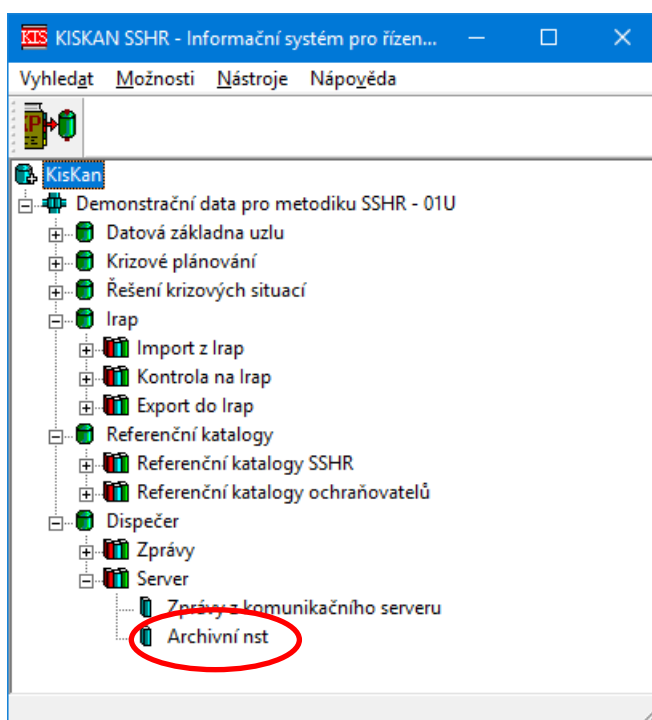 KIS KISKAN SSHR - Informační systém pro řízen...
Vyhledat Možnosti Nástroje Nápověda
KisKan
Demonstrační data pro metodiku SSHR - 01U
Datová základna uzlu
Krizové plánování
Řešení krizových situací
Irap
Import z Irap
Kontrola na Irap
Export do Irap
Referenční katalogy
Referenční katalogy SSHR
Referenční katalogy ochraňovatelů
Dispečer
Zprávy
Server
Zprávy z komunikačního serveru
Archivní nst